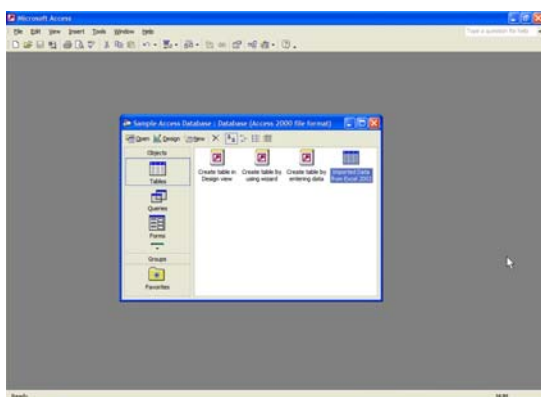 Microsoft Access
File Edit View Insert Tools Window Help
Type a question for help
Sample Access Database : Database (Access 2000 file format)
Open Design New
Objects
Tables
Queries
Forms
Groups
Favorites
Create table in Design view
Create table by using wizard
Create table by entering data
Imported Data from Excel 2003
Ready
NUM